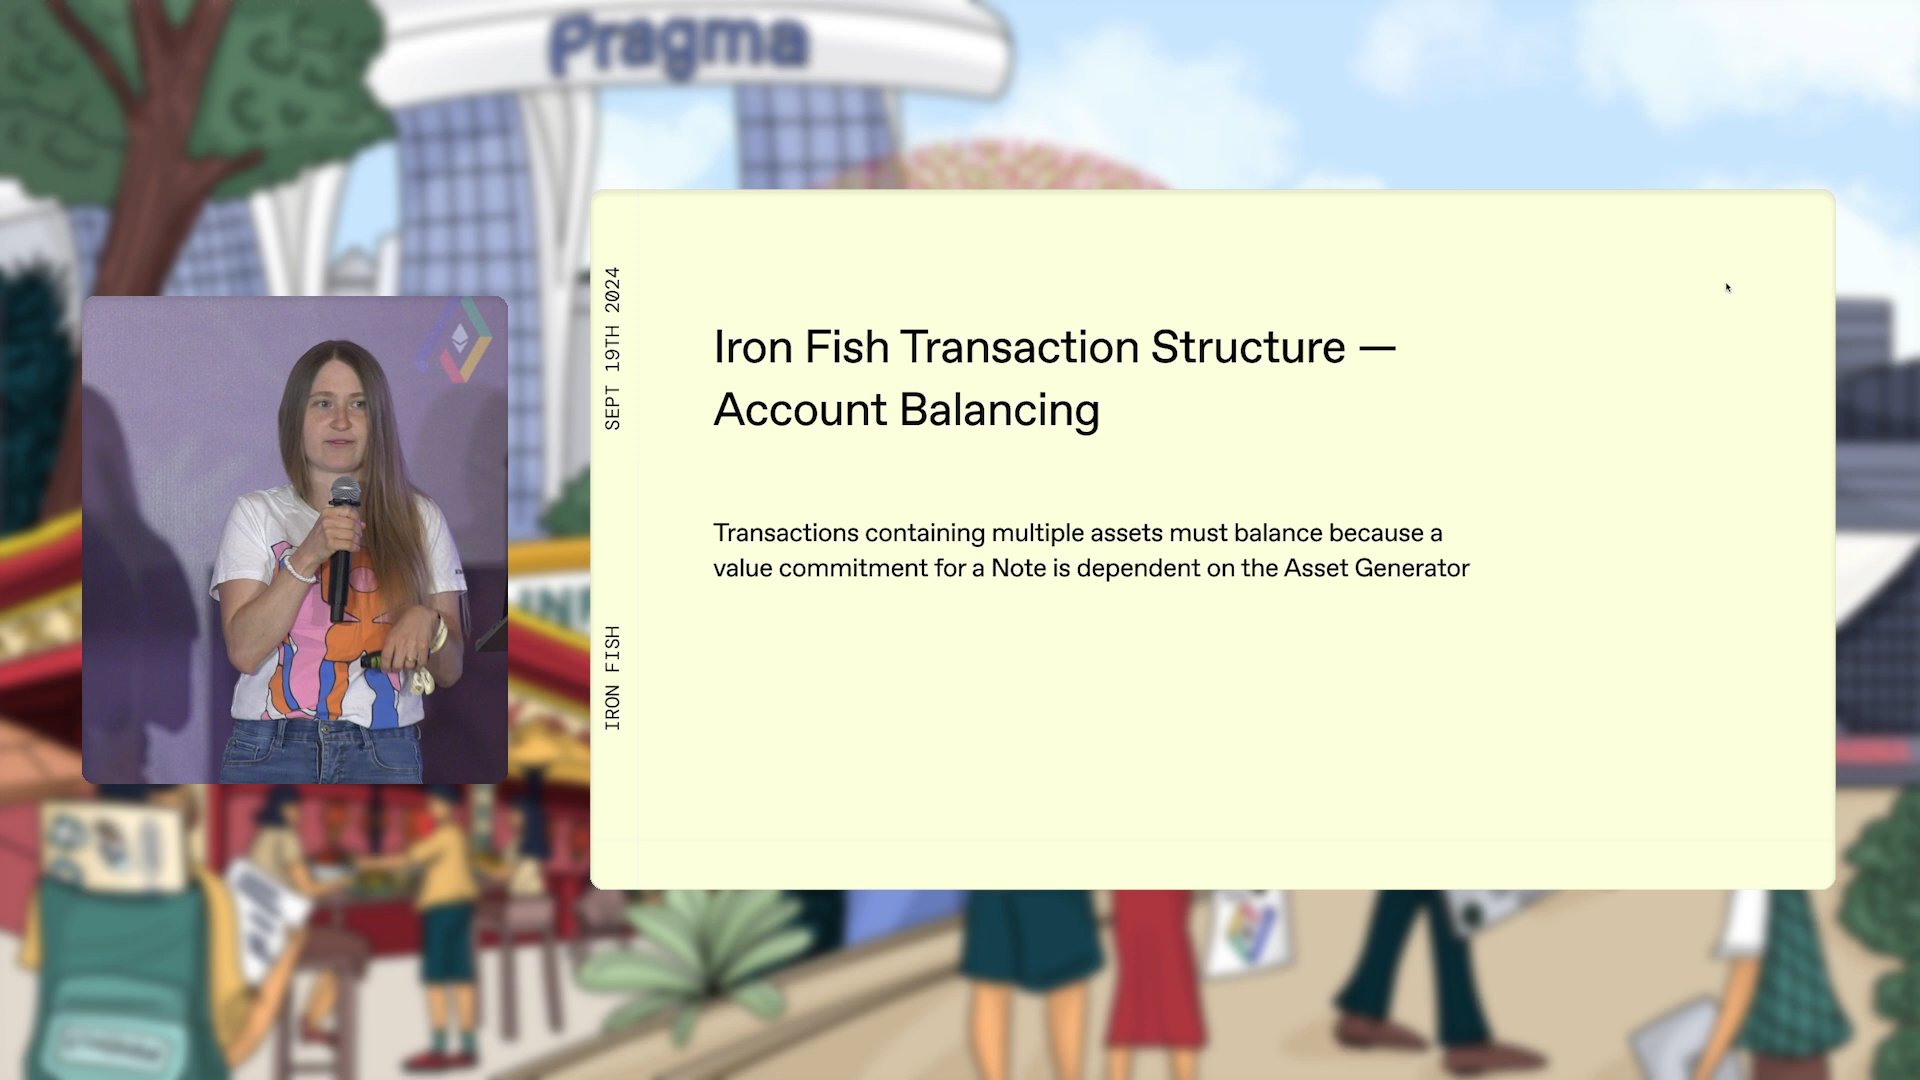 Pragma
SEPT 19TH 2024
IRON FISH
Iron Fish Transaction Structure —
Account Balancing
Transactions containing multiple assets must balance because a
value commitment for a Note is dependent on the Asset Generator